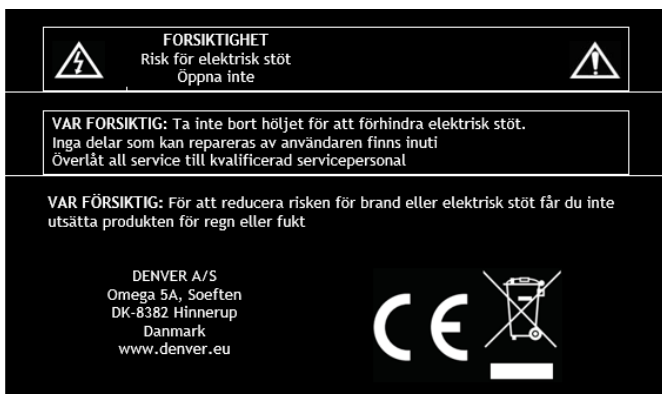 FORSIKTIGHET
Risk för elektrisk stöt
Öppna inte
VAR FORSIKTIG: Ta inte bort höljet för att förhindra elektrisk stöt.
Inga delar som kan repareras av användaren finns inuti
Överlåt all service till kvalificerad servicepersonal
VAR FÖRSIKTIG: För att reducera risken för brand eller elektrisk stöt får du inte
utsätta produkten för regn eller fukt
DENVER A/S
Omega 5A, Soeften
DK-8382 Hinnerup
Danmark
www.denver.eu
CE